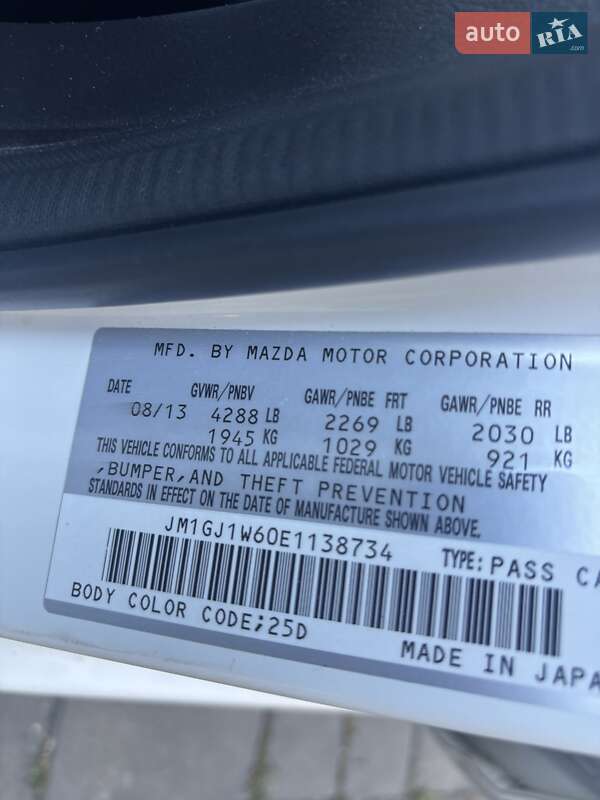 auto RIA.com
MFD. BY MAZDA MOTOR CORPORATION
DATE GVWR/PNBV GAWR/PNBE FRT GAWR/PNBE RR
08/13 4288 LB 2269 LB 2030 LB
1945 KG 1029 KG 921 KG
THIS VEHICLE CONFORMS TO ALL APPLICABLE FEDERAL MOTOR VEHICLE SAFETY
,BUMPER,AND THEFT PREVENTION
STANDARDS IN EFFECT ON THE DATE OF MANUFACTURE SHOWN ABOVE.
JM1GJ1W60E1138734 TYPE: PASS CA
BODY COLOR CODE;25D
MADE IN JAPA